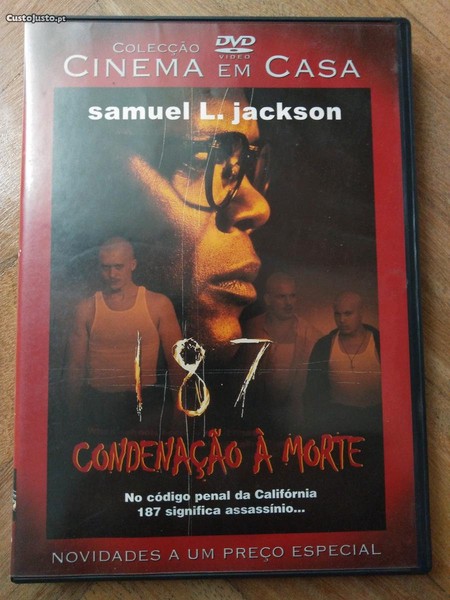 CustoJusto.pt
COLECÇÃO DVD VIDEO
CINEMA EM CASA
samuel L. jackson
187
CONDENAÇÃO À MORTE
No código penal da Califórnia
187 significa assassínio...
NOVIDADES A UM PREÇO ESPECIAL